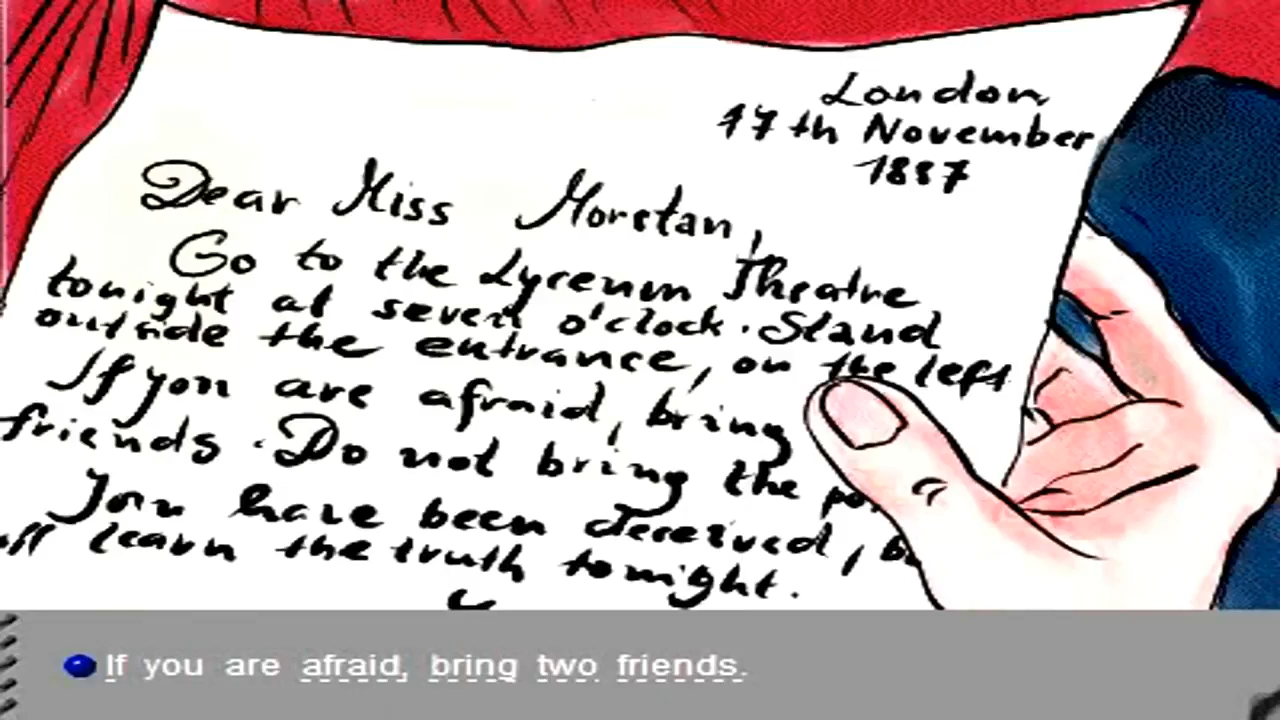 London
17th November
1887
Dear Miss Morstan,
Go to the Lyceum Theatre
tonight at seven o'clock. Stand
outside the entrance, on the left
If you are afraid, bring
friends. Do not bring the
You have been deceived,
learn the truth tonight.
If you are afraid, bring two friends.